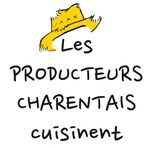 Les
PRODUCTEURS
CHARENTAIS
cuisinent